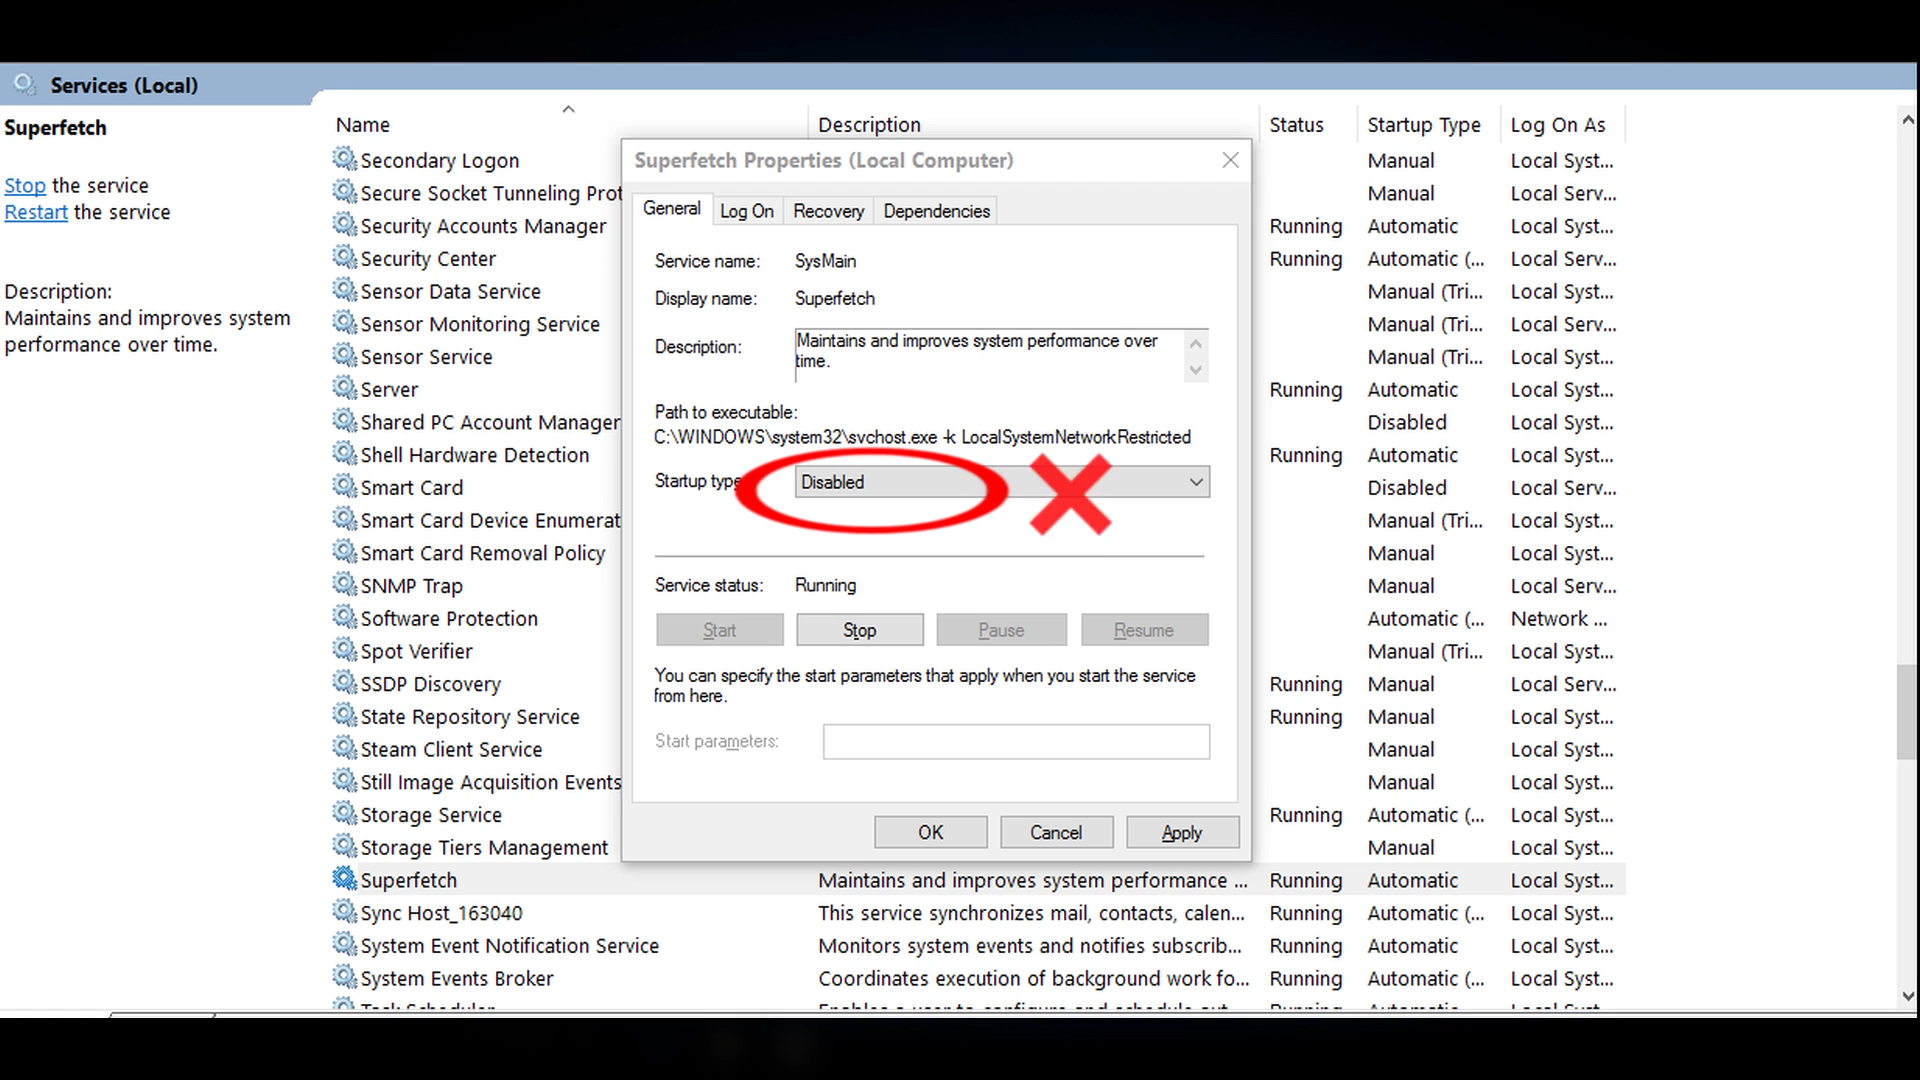 Services (Local)
Superfetch
Stop the service
Restart the service
Description:
Maintains and improves system
performance over time.
Name Description Status Startup Type Log On As
Secondary Logon Manual Local Syst...
Secure Socket Tunneling Prot Manual Local Serv...
Security Accounts Manager Running Automatic Local Syst...
Security Center Running Automatic (... Local Serv...
Sensor Data Service Manual (Tri... Local Syst...
Sensor Monitoring Service Manual (Tri... Local Serv...
Sensor Service Manual (Tri... Local Syst...
Server Running Automatic Local Syst...
Shared PC Account Manager Disabled Local Syst...
Shell Hardware Detection Running Automatic Local Syst...
Smart Card Disabled Local Syst...
Smart Card Device Enumerat Manual (Tri... Local Syst...
Smart Card Removal Policy Manual Local Syst...
SNMP Trap Manual Local Serv...
Software Protection Automatic (... Network ...
Spot Verifier Manual (Tri... Local Syst...
SSDP Discovery Running Manual Local Serv...
State Repository Service Running Manual Local Syst...
Steam Client Service Manual Local Syst...
Still Image Acquisition Events Manual Local Syst...
Storage Service Running Automatic (... Local Syst...
Storage Tiers Management Manual Local Syst...
Superfetch Maintains and improves system performance ... Running Automatic Local Syst...
Sync Host_163040 This service synchronizes mail, contacts, calen... Running Automatic (... Local Syst...
System Event Notification Service Monitors system events and notifies subscrib... Running Automatic Local Syst...
System Events Broker Coordinates execution of background work fo... Running Automatic (... Local Syst...
Superfetch Properties (Local Computer)
General Log On Recovery Dependencies
Service name: SysMain
Display name: Superfetch
Description: Maintains and improves system performance over
time.
Path to executable:
C:\WINDOWS\system32\svchost.exe -k LocalSystemNetworkRestricted
Startup type Disabled
Service status: Running
Start Stop Pause Resume
You can specify the start parameters that apply when you start the service
from here.
Start parameters:
OK Cancel Apply